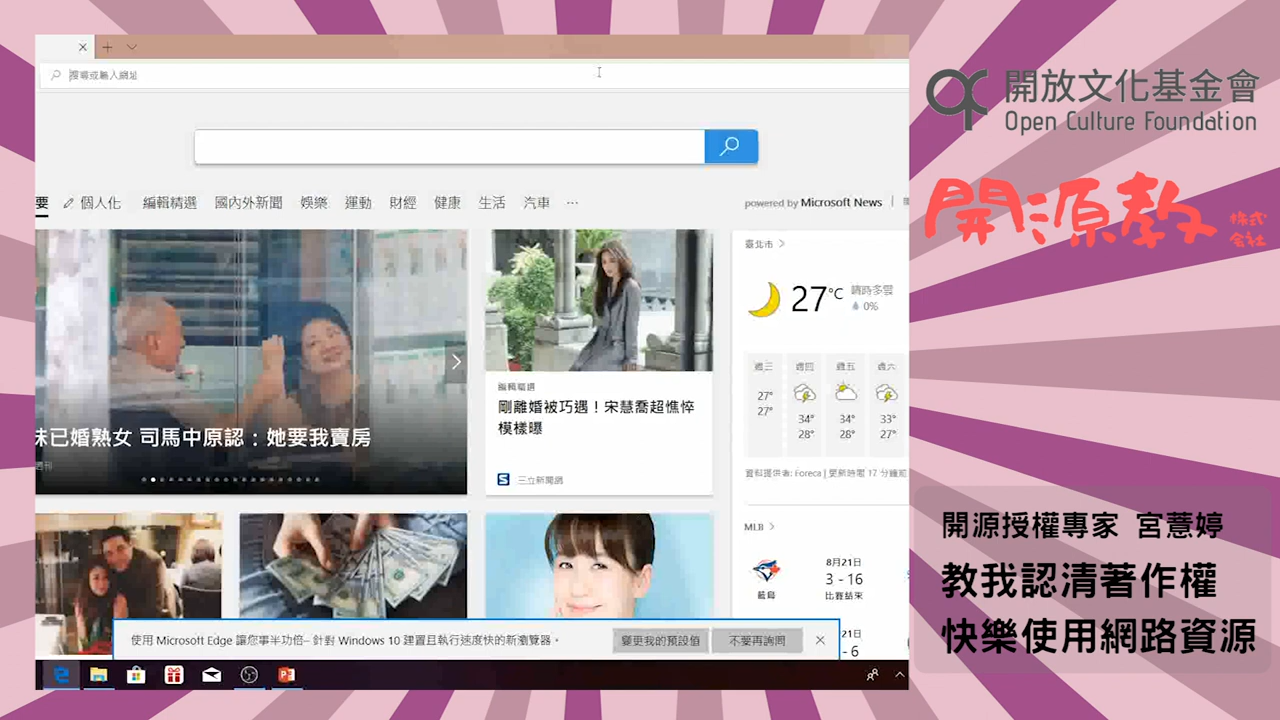 搜尋或輸入網址
要
個人化
編輯精選
國內外新聞
娛樂
運動
財經
健康
生活
汽車
powered by Microsoft News
妹已婚熟女 司馬中原認：她要我賣房
週刊
編輯精選
剛離婚被巧遇！宋慧喬超憔悴
模樣曝
三立新聞網
臺北市
27°C
晴時多雲
0%
週三 週四 週五 週六
27° 34° 34° 33°
27° 28° 28° 27°
資料提供者: Foreca | 更新時間 17 分鐘前
MLB
藍鳥
8月21日
3 - 16
比賽結束
21日
- 6
使用 Microsoft Edge 讓您事半功倍– 針對 Windows 10 建置且執行速度快的新瀏覽器。
變更我的預設值
不要再詢問
開放文化基金會
Open Culture Foundation
開源教
株式
会社
開源授權專家 宮薏婷
教我認清著作權
快樂使用網路資源